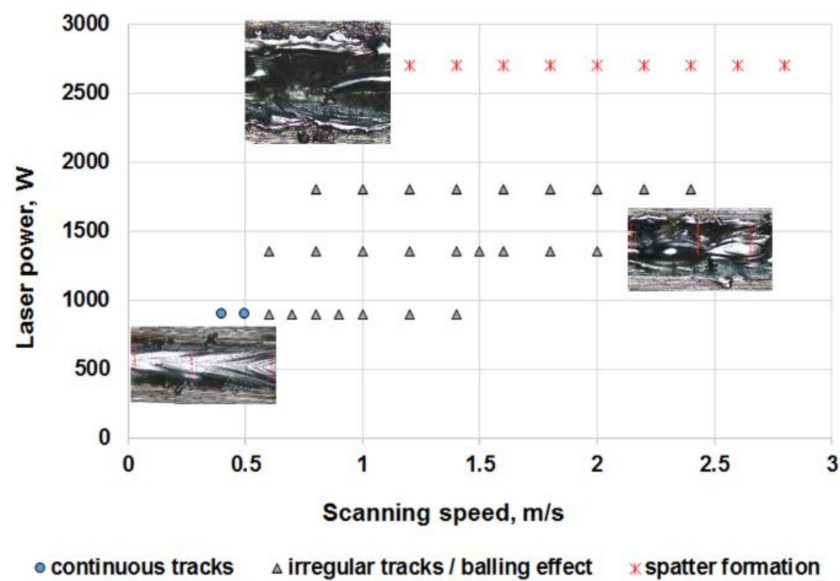 3000
2500
2000
1500
1000
500
0
Laser power, W
0 0.5 1 1.5 2 2.5 3
Scanning speed, m/s
continuous tracks irregular tracks / balling effect spatter formation